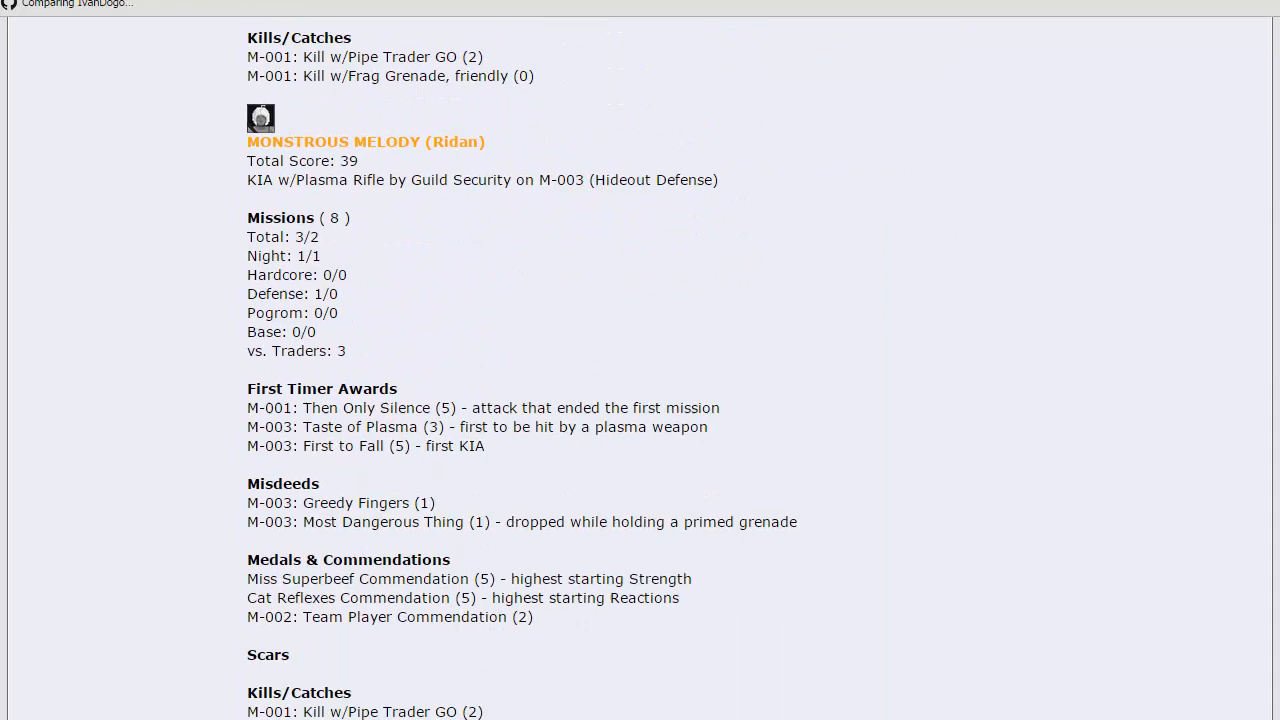 Comparing IvanDogo...
Kills/Catches
M-001: Kill w/Pipe Trader GO (2)
M-001: Kill w/Frag Grenade, friendly (0)
MONSTROUS MELODY (Ridan)
Total Score: 39
KIA w/Plasma Rifle by Guild Security on M-003 (Hideout Defense)
Missions ( 8 )
Total: 3/2
Night: 1/1
Hardcore: 0/0
Defense: 1/0
Pogrom: 0/0
Base: 0/0
vs. Traders: 3
First Timer Awards
M-001: Then Only Silence (5) - attack that ended the first mission
M-003: Taste of Plasma (3) - first to be hit by a plasma weapon
M-003: First to Fall (5) - first KIA
Misdeeds
M-003: Greedy Fingers (1)
M-003: Most Dangerous Thing (1) - dropped while holding a primed grenade
Medals & Commendations
Miss Superbeef Commendation (5) - highest starting Strength
Cat Reflexes Commendation (5) - highest starting Reactions
M-002: Team Player Commendation (2)
Scars
Kills/Catches
M-001: Kill w/Pipe Trader GO (2)